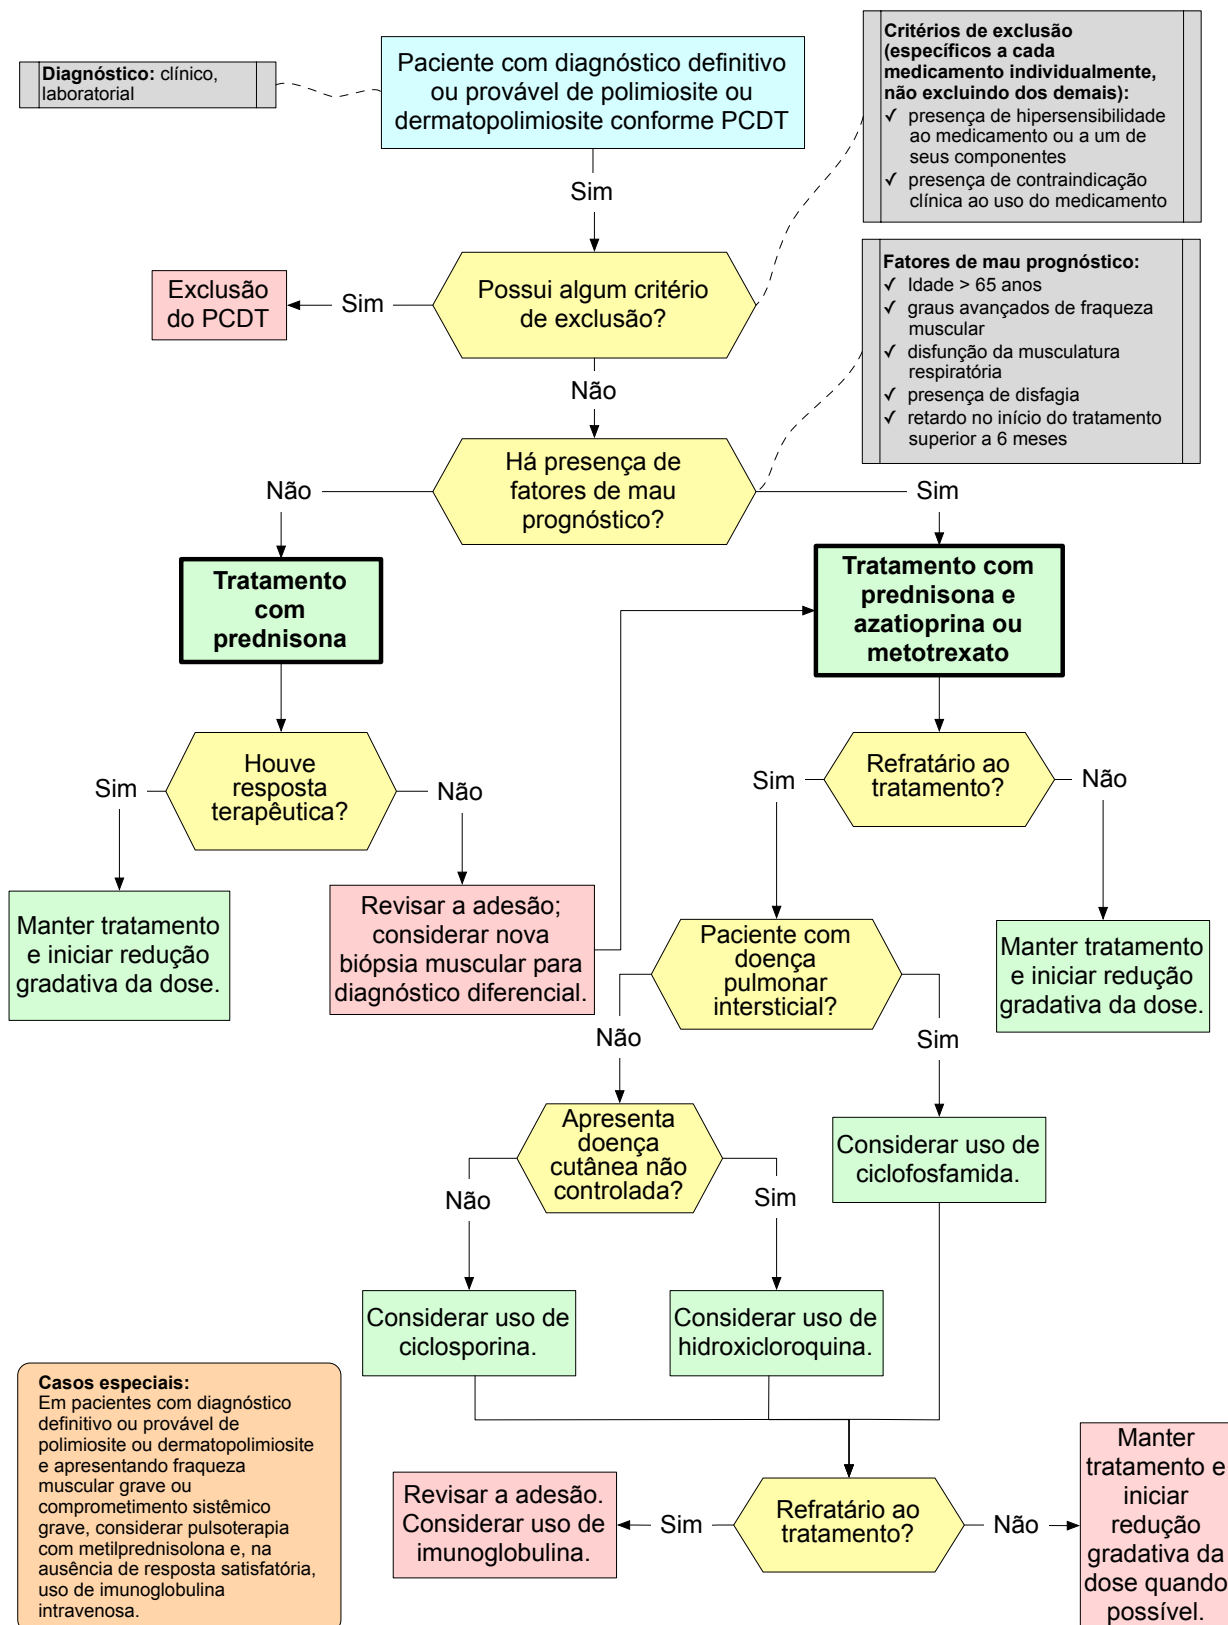 Diagnóstico: clínico,
laboratorial
Paciente com diagnóstico definitivo
ou provável de polimiosite ou
dermatopolimiosite conforme PCDT
Critérios de exclusão
(específicos a cada
medicamento individualmente,
não excluindo dos demais):
✓ presença de hipersensibilidade
ao medicamento ou a um de
seus componentes
✓ presença de contraindicação
clínica ao uso do medicamento
Sim
Fatores de mau prognóstico:
✓ Idade > 65 anos
✓ graus avançados de fraqueza
muscular
✓ disfunção da musculatura
respiratória
✓ presença de disfagia
✓ retardo no início do tratamento
superior a 6 meses
Possui algum critério
de exclusão?
Sim
Exclusão
do PCDT
Não
Há presença de
fatores de mau
prognóstico?
Não
Sim
Tratamento
com
prednisona
Tratamento com
prednisona e
azatioprina ou
metotrexato
Houve
resposta
terapêutica?
Sim
Não
Refratário ao
tratamento?
Sim
Não
Manter tratamento
e iniciar redução
gradativa da dose.
Revisar a adesão;
considerar nova
biópsia muscular para
diagnóstico diferencial.
Paciente com
doença
pulmonar
intersticial?
Manter tratamento
e iniciar redução
gradativa da dose.
Não
Sim
Apresenta
doença
cutânea não
controlada?
Considerar uso de
ciclofosfamida.
Não
Sim
Considerar uso de
ciclosporina.
Considerar uso de
hidroxicloroquina.
Casos especiais:
Em pacientes com diagnóstico
definitivo ou provável de
polimiosite ou dermatopolimiosite
e apresentando fraqueza
muscular grave ou
comprometimento sistêmico
grave, considerar pulsoterapia
com metilprednisolona e, na
ausência de resposta satisfatória,
uso de imunoglobulina
intravenosa.
Revisar a adesão.
Considerar uso de
imunoglobulina.
Sim
Refratário ao
tratamento?
Não
Manter
tratamento e
iniciar
redução
gradativa da
dose quando
possível.